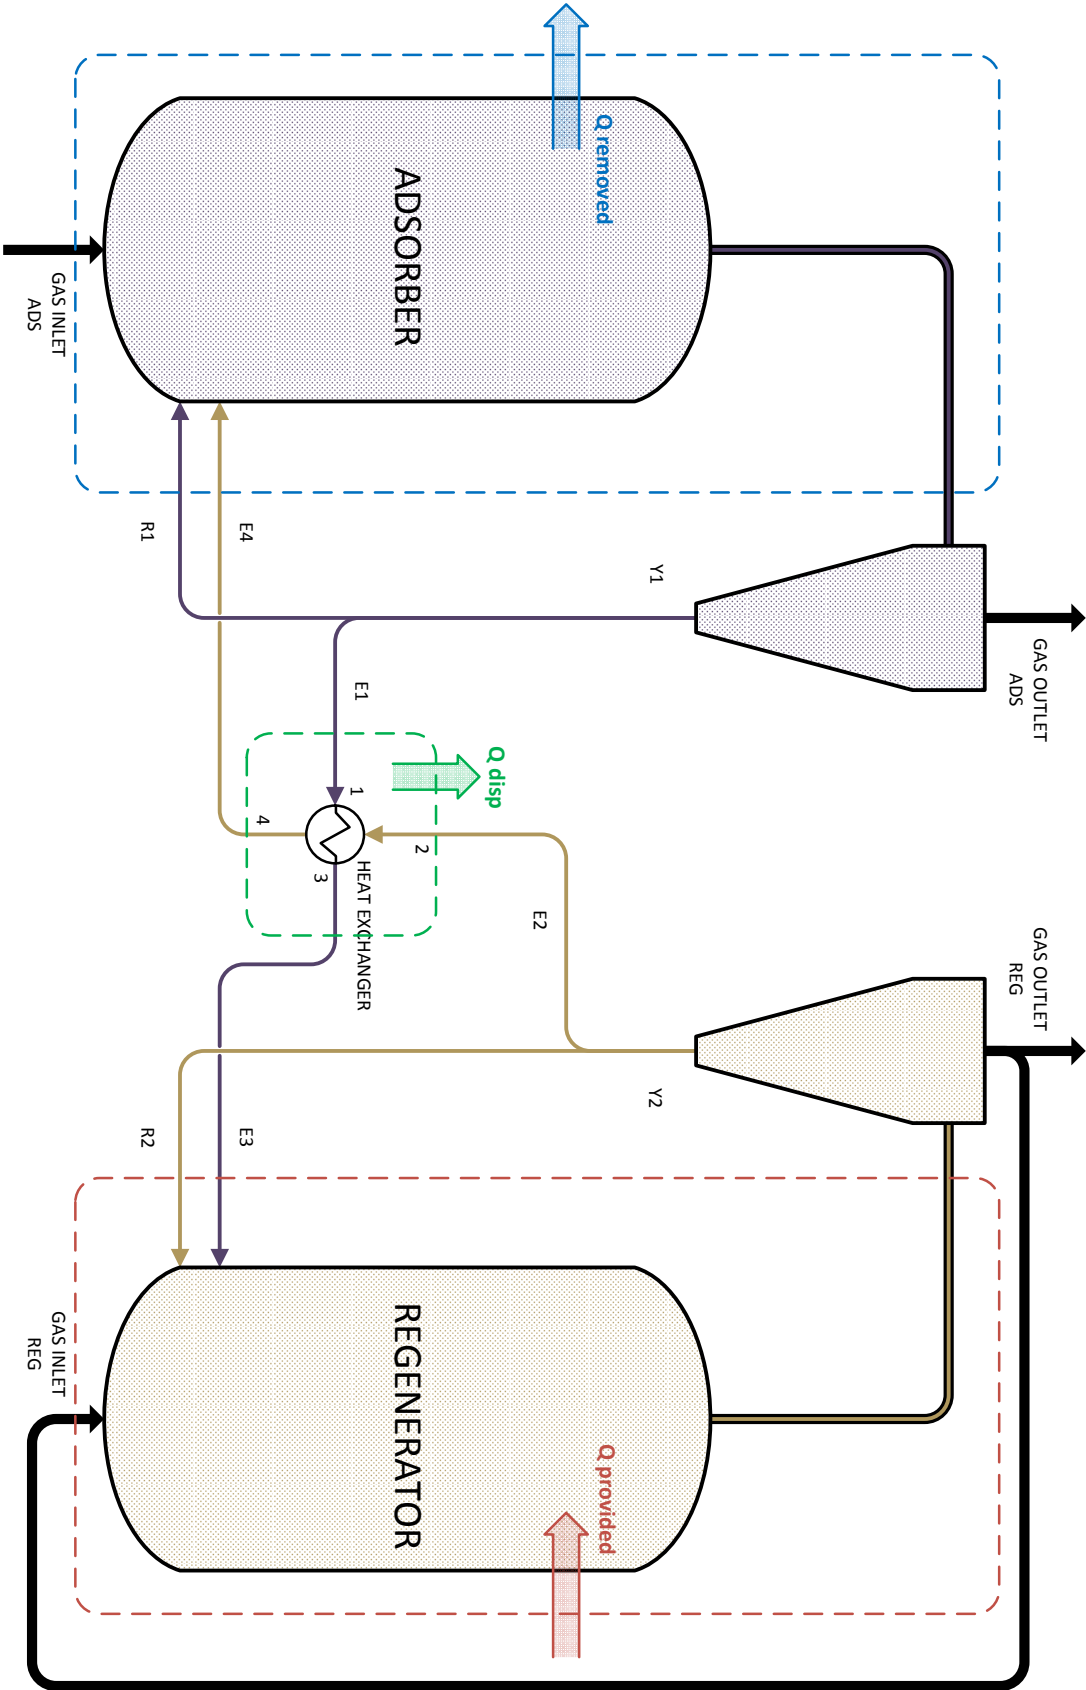 Q removed
ADSORBER
GAS INLET
ADS
R1
E4
Y1
GAS OUTLET
ADS
E1
Q disp
1
2
3
4
HEAT EXCHANGER
E2
GAS OUTLET
REG
Y2
R2
E3
GAS INLET
REG
REGENERATOR
Q provided